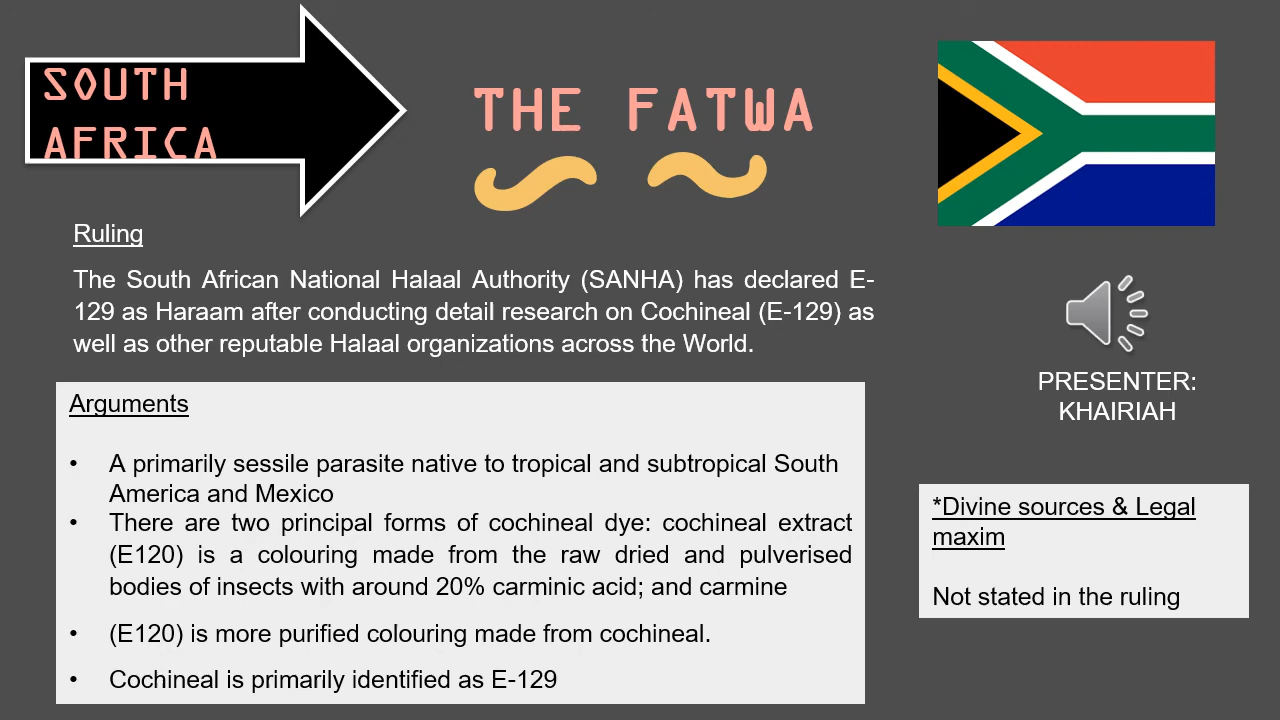 SOUTH
AFRICA
THE FATWA
Ruling
The South African National Halaal Authority (SANHA) has declared E-
129 as Haraam after conducting detail research on Cochineal (E-129) as
well as other reputable Halaal organizations across the World.
Arguments
• A primarily sessile parasite native to tropical and subtropical South
America and Mexico
• There are two principal forms of cochineal dye: cochineal extract
(E120) is a colouring made from the raw dried and pulverised
bodies of insects with around 20% carminic acid; and carmine
• (E120) is more purified colouring made from cochineal.
• Cochineal is primarily identified as E-129
PRESENTER:
KHAIRIAH
*Divine sources & Legal
maxim
Not stated in the ruling